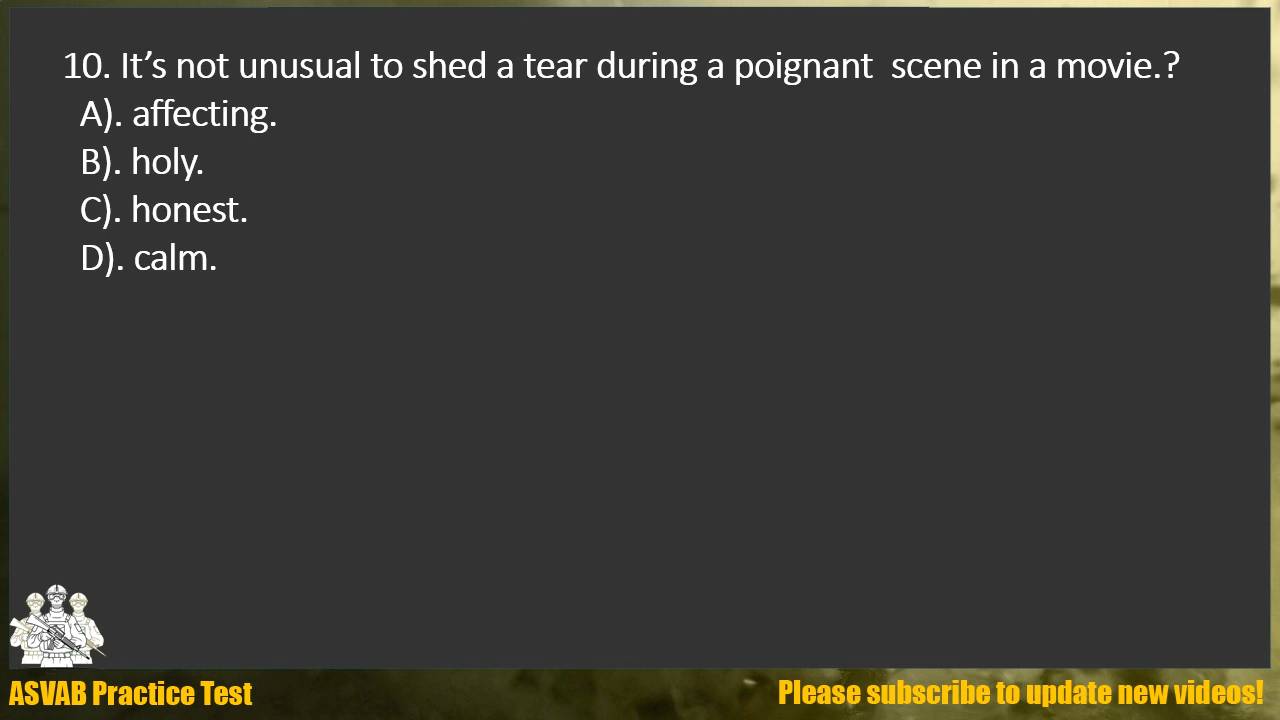 10. It’s not unusual to shed a tear during a poignant  scene in a movie.?
A). affecting.
B). holy.
C). honest.
D). calm.
ASVAB Practice Test
Please subscribe to update new videos!